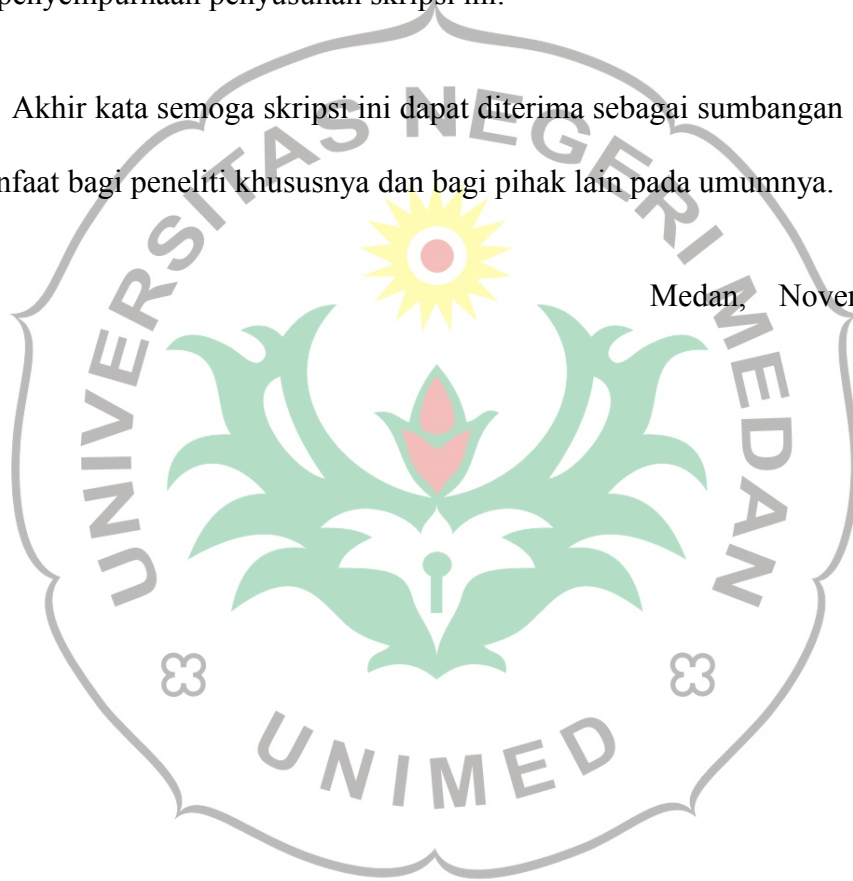 penyempurnaan penyusunan skripsi ini.
Akhir kata semoga skripsi ini dapat diterima sebagai sumbangan
bagi peneliti khususnya dan bagi pihak lain pada umumnya.
Medan,
UNIVERSITAS NEGERI MEDAN
UNIMED